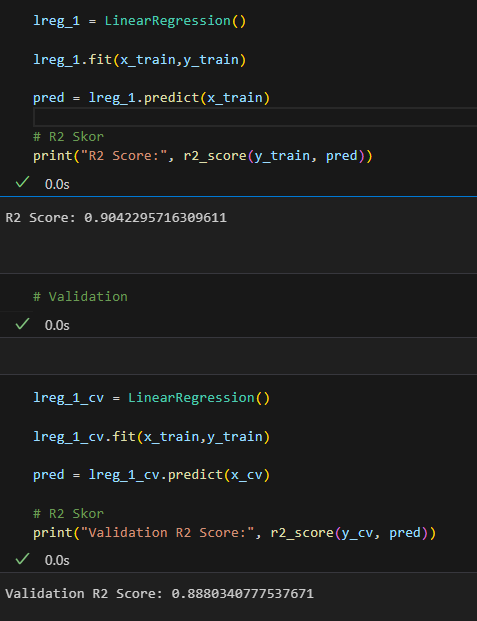 lreg_1 = LinearRegression()
lreg_1.fit(x_train,y_train)
pred = lreg_1.predict(x_train)
# R2 Skor
print("R2 Score:", r2_score(y_train, pred))
0.0s
R2 Score: 0.9042295716309611
# Validation
0.0s
lreg_1_cv = LinearRegression()
lreg_1_cv.fit(x_train,y_train)
pred = lreg_1_cv.predict(x_cv)
# R2 Skor
print("Validation R2 Score:", r2_score(y_cv, pred))
0.0s
Validation R2 Score: 0.8880340777537671